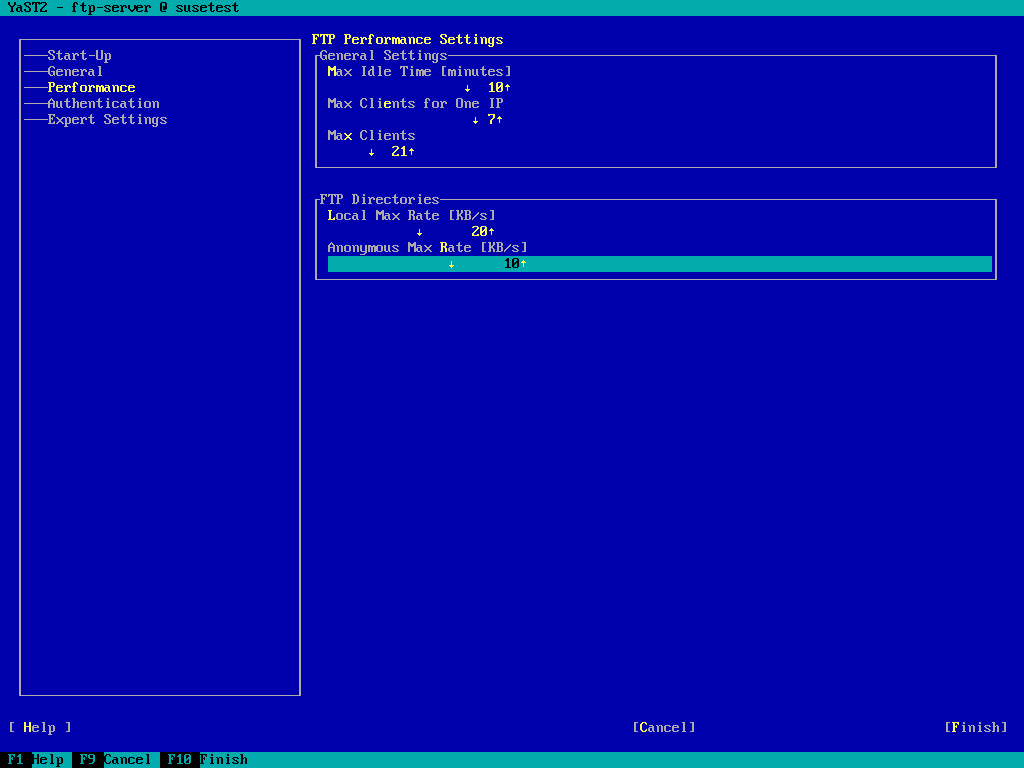 YaST2 - ftp-server @ susetest
Start-Up
General
Performance
Authentication
Expert Settings
FTP Performance Settings
General Settings
Max Idle Time [minutes]
↓ 10↑
Max Clients for One IP
↓ 7↑
Max Clients
↓ 21↑
FTP Directories
Local Max Rate [KB/s]
↓ 20↑
Anonymous Max Rate [KB/s]
↓ 10↑
[ Help ] [Cancel] [Finish]
F1 Help F9 Cancel F10 Finish